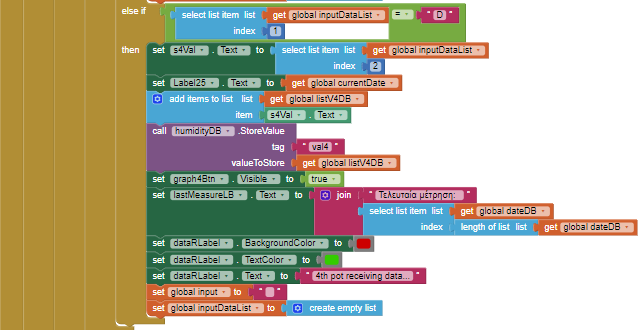 else if select list item list get global inputDataList = " D "
index 1
then set s4Val . Text to select list item list get global inputDataList
index 2
set Label25 . Text to get global currentDate
add items to list list get global listV4DB
item s4Val . Text
call humidityDB .StoreValue
tag " val4 "
valueToStore get global listV4DB
set graph4Btn . Visible to true
set lastMeasureLB . Text to join " Τελευταία μέτρηση: "
select list item list get global dateDB
index length of list list get global dateDB
set dataRLabel . BackgroundColor to
set dataRLabel . TextColor to
set dataRLabel . Text to " 4th pot receiving data... "
set global input to " "
set global inputDataList to create empty list